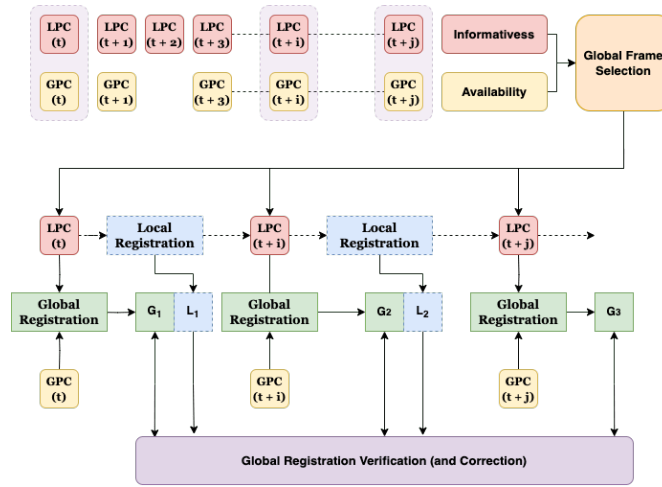 LPC
(t)
LPC
(t + 1)
LPC
(t + 2)
LPC
(t + 3)
LPC
(t+i)
LPC
(t+j)
Informativess
Global Frame
Selection
GPC
(t)
GPC
(t+1)
GPC
(t+3)
GPC
(t+i)
GPC
(t+j)
Availability
LPC
(t)
Local
Registration
LPC
(t + i)
Local
Registration
LPC
(t + j)
Global
Registration
G1
L1
Global
Registration
G2
L2
Global
Registration
G3
GPC
(t)
GPC
(t + i)
GPC
(t + j)
Global Registration Verification (and Correction)